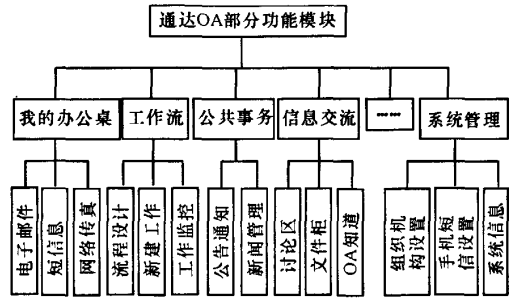 通达OA部分功能模块
我的办公桌
工作流
公共事务
信息交流
……
系统管理
电子邮件
短信息
网络传真
流程设计
新建工作
工作监控
公告通知
新闻管理
讨论区
文件柜
OA知道
组织机
构设置
手机短
信设置
系统信息